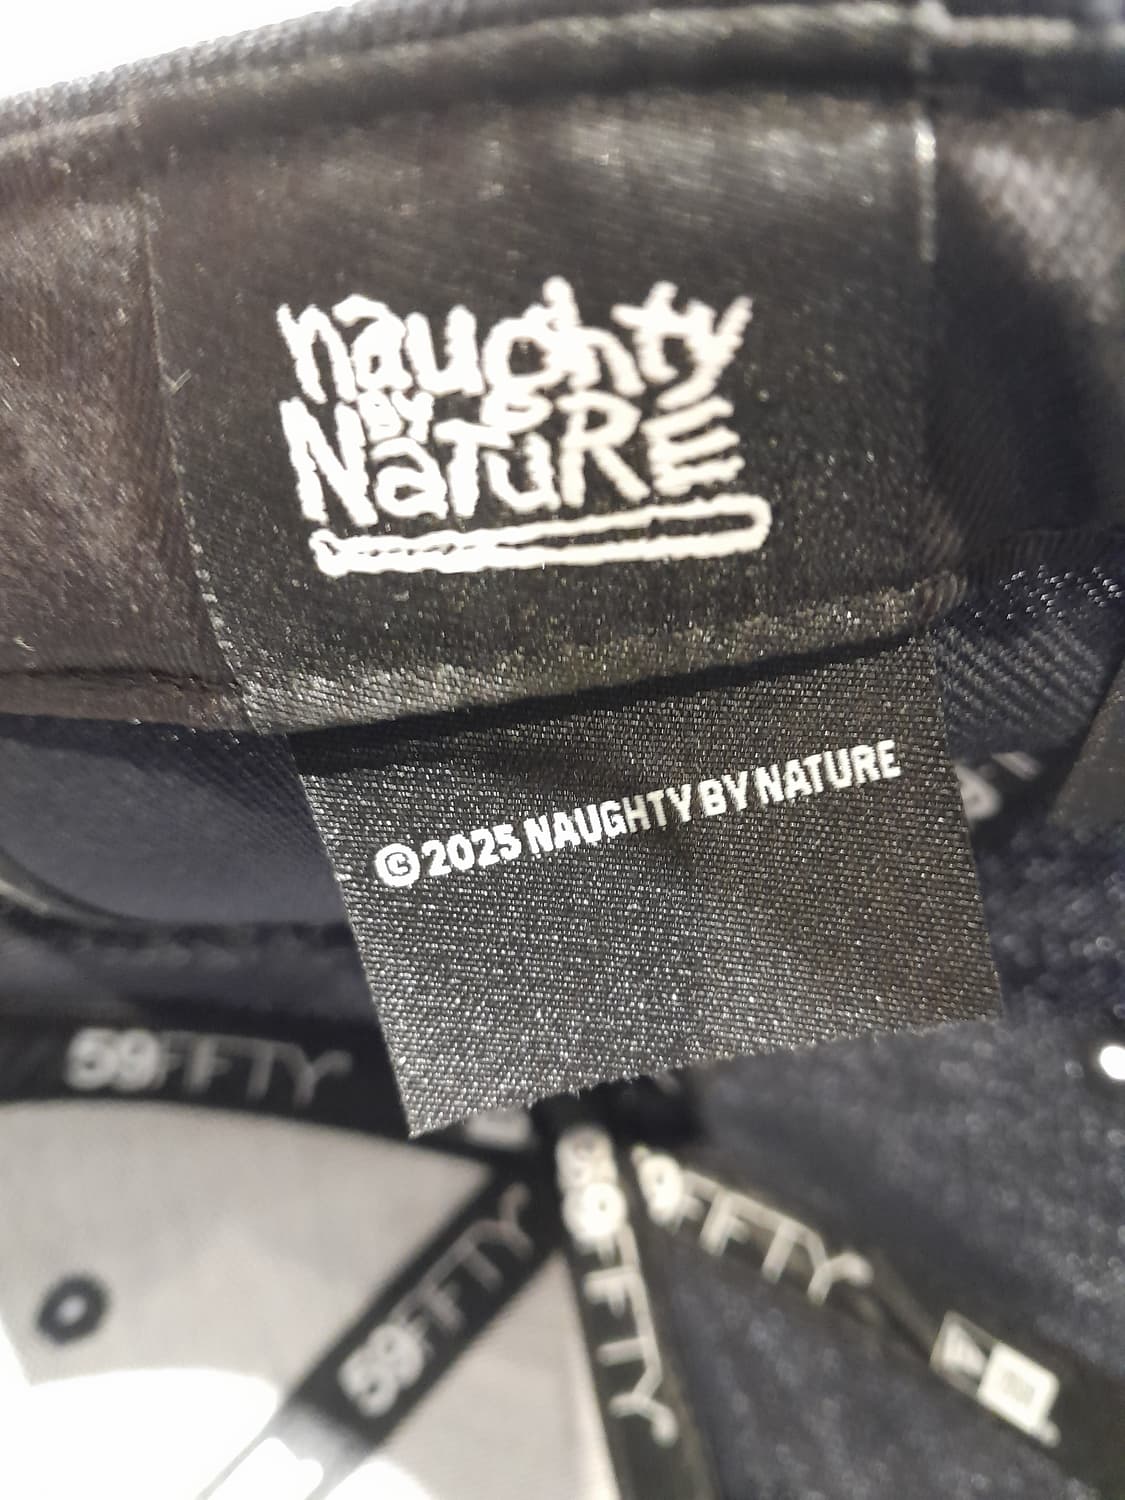 naughty
BY
NaTuRE
© 2025 NAUGHTY BY NATURE
59FIFTY
59FIFTY
59FIFTY
59FIFTY